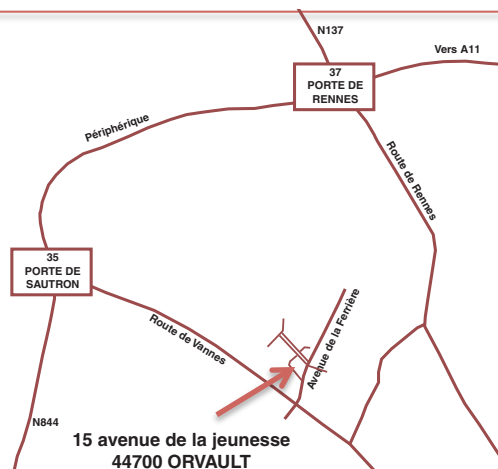 N137
Vers A11
37
PORTE DE
RENNES
Périphérique
Route de Rennes
35
PORTE DE
SAUTRON
Route de Vannes
Avenue de la Ferrière
N844
15 avenue de la jeunesse
44700 ORVAULT